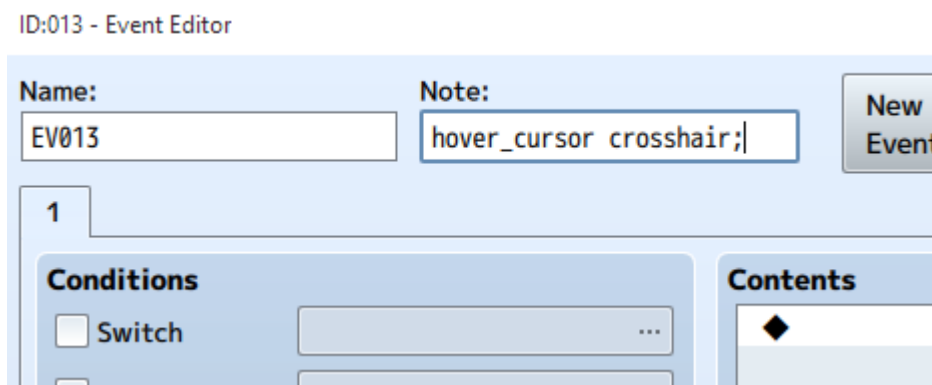 ID:013 - Event Editor
Name:
Note:
EV013
hover_cursor crosshair;
New
Event
1
Conditions
Contents
Switch
...